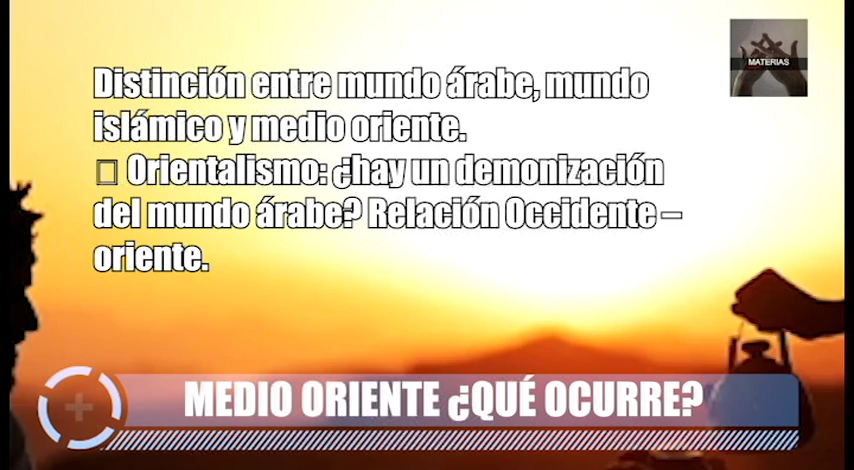 MATERIAS
Distinción entre mundo árabe, mundo
islámico y medio oriente.
Orientalismo: ¿hay un demonización
del mundo árabe? Relación Occidente –
oriente.
MEDIO ORIENTE ¿QUÉ OCURRE?